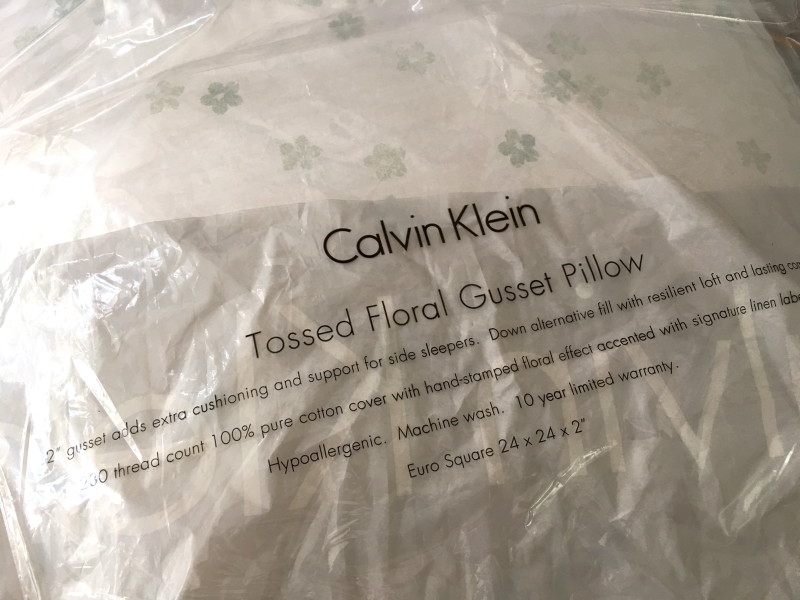 Calvin Klein
Tossed Floral Gusset Pillow
2" gusset adds extra cushioning and support for side sleepers. Down alternative fill with resilient loft and lasting
thread count 100% pure cotton cover with hand-stamped floral effect accented with signature linen
Hypoallergenic. Machine wash. 10 year limited warranty.
Euro Square 24 x 24 x 2"